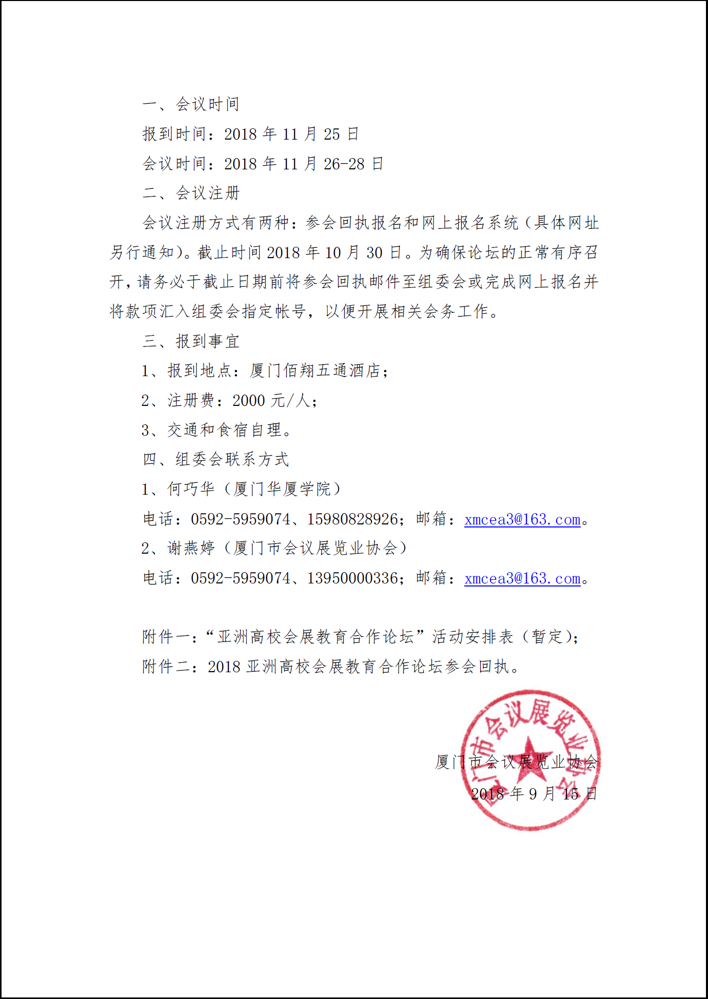 一、会议时间
报到时间：2018 年 11 月 25 日
会议时间：2018 年 11 月 26-28 日
二、会议注册
会议注册方式有两种：参会回执报名和网上报名系统（具体网址
另行通知）。截止时间 2018 年 10 月 30 日。为确保论坛的正常有序召
开，请务必于截止日期前将参会回执邮件至组委会或完成网上报名并
将款项汇入组委会指定帐号，以便开展相关会务工作。
三、报到事宜
1、报到地点：厦门佰翔五通酒店；
2、注册费：2000 元/人；
3、交通和食宿自理。
四、组委会联系方式
1、何巧华（厦门华厦学院）
电话：0592-5959074、15980828926；邮箱：xmcea3@163.com。
2、谢燕婷（厦门市会议展览业协会）
电话：0592-5959074、13950000336；邮箱：xmcea3@163.com。
附件一：“亚洲高校会展教育合作论坛”活动安排表（暂定）；
附件二：2018 亚洲高校会展教育合作论坛参会回执。
厦门市会议展览业协会
厦门市会议展览业协会
2018 年 9 月 15 日